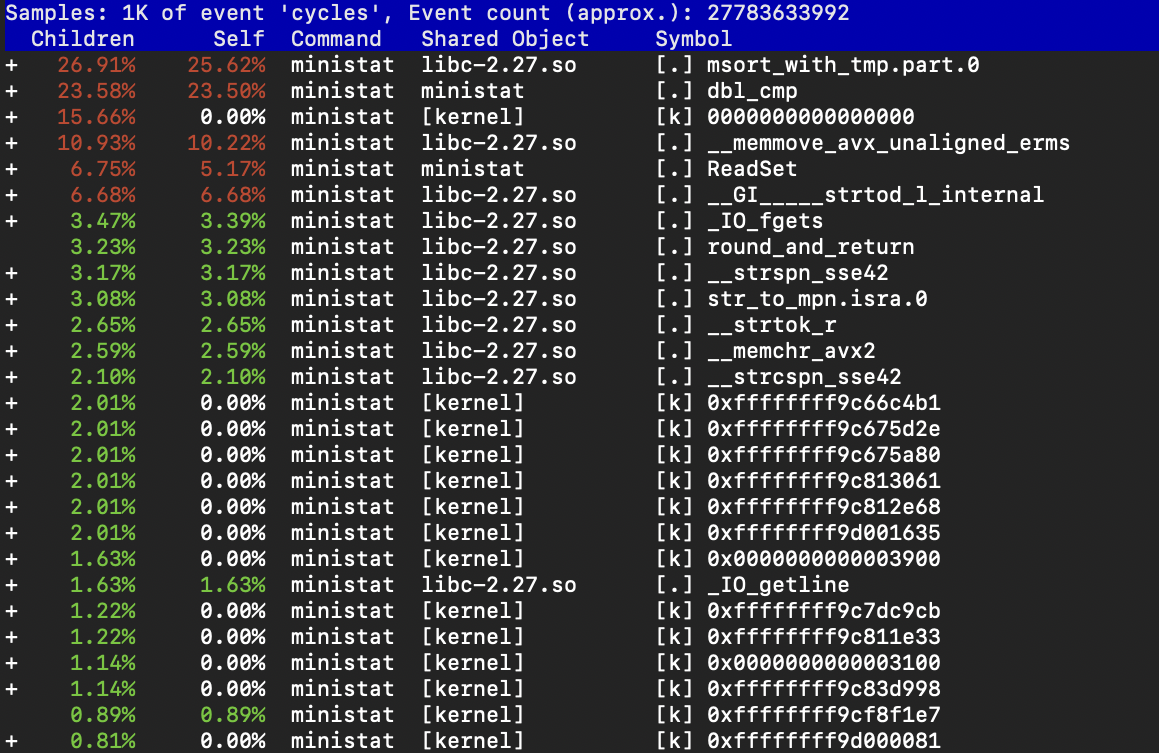 Samples: 1K of event 'cycles', Event count (approx.): 27783633992
Children Self Command Shared Object Symbol
+ 26.91% 25.62% ministat libc-2.27.so [.] msort_with_tmp.part.0
+ 23.58% 23.50% ministat ministat [.] dbl_cmp
+ 15.66% 0.00% ministat [kernel] [k] 0000000000000000
+ 10.93% 10.22% ministat libc-2.27.so [.] __memmove_avx_unaligned_erms
+ 6.75% 5.17% ministat ministat [.] ReadSet
+ 6.68% 6.68% ministat libc-2.27.so [.] __GI_____strtod_l_internal
+ 3.47% 3.39% ministat libc-2.27.so [.] _IO_fgets
3.23% 3.23% ministat libc-2.27.so [.] round_and_return
+ 3.17% 3.17% ministat libc-2.27.so [.] __strspn_sse42
+ 3.08% 3.08% ministat libc-2.27.so [.] str_to_mpn.isra.0
+ 2.65% 2.65% ministat libc-2.27.so [.] __strtok_r
+ 2.59% 2.59% ministat libc-2.27.so [.] __memchr_avx2
+ 2.10% 2.10% ministat libc-2.27.so [.] __strcspn_sse42
+ 2.01% 0.00% ministat [kernel] [k] 0xffffffff9c66c4b1
+ 2.01% 0.00% ministat [kernel] [k] 0xffffffff9c675d2e
+ 2.01% 0.00% ministat [kernel] [k] 0xffffffff9c675a80
+ 2.01% 0.00% ministat [kernel] [k] 0xffffffff9c813061
+ 2.01% 0.00% ministat [kernel] [k] 0xffffffff9c812e68
+ 2.01% 0.00% ministat [kernel] [k] 0xffffffff9d001635
+ 1.63% 0.00% ministat [kernel] [k] 0x0000000000003900
+ 1.63% 1.63% ministat libc-2.27.so [.] _IO_getline
+ 1.22% 0.00% ministat [kernel] [k] 0xffffffff9c7dc9cb
+ 1.22% 0.00% ministat [kernel] [k] 0xffffffff9c811e33
+ 1.14% 0.00% ministat [kernel] [k] 0x0000000000003100
+ 1.14% 0.00% ministat [kernel] [k] 0xffffffff9c83d998
0.89% 0.89% ministat [kernel] [k] 0xffffffff9cf8f1e7
+ 0.81% 0.00% ministat [kernel] [k] 0xffffffff9d000081